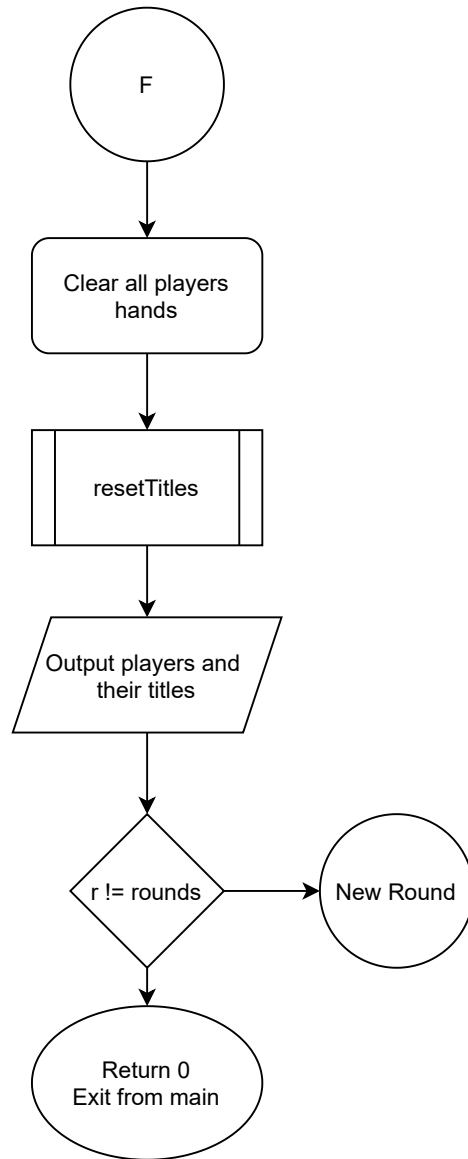 F
Clear all players
hands
resetTitles
Output players and
their titles
r != rounds
New Round
Return 0
Exit from main